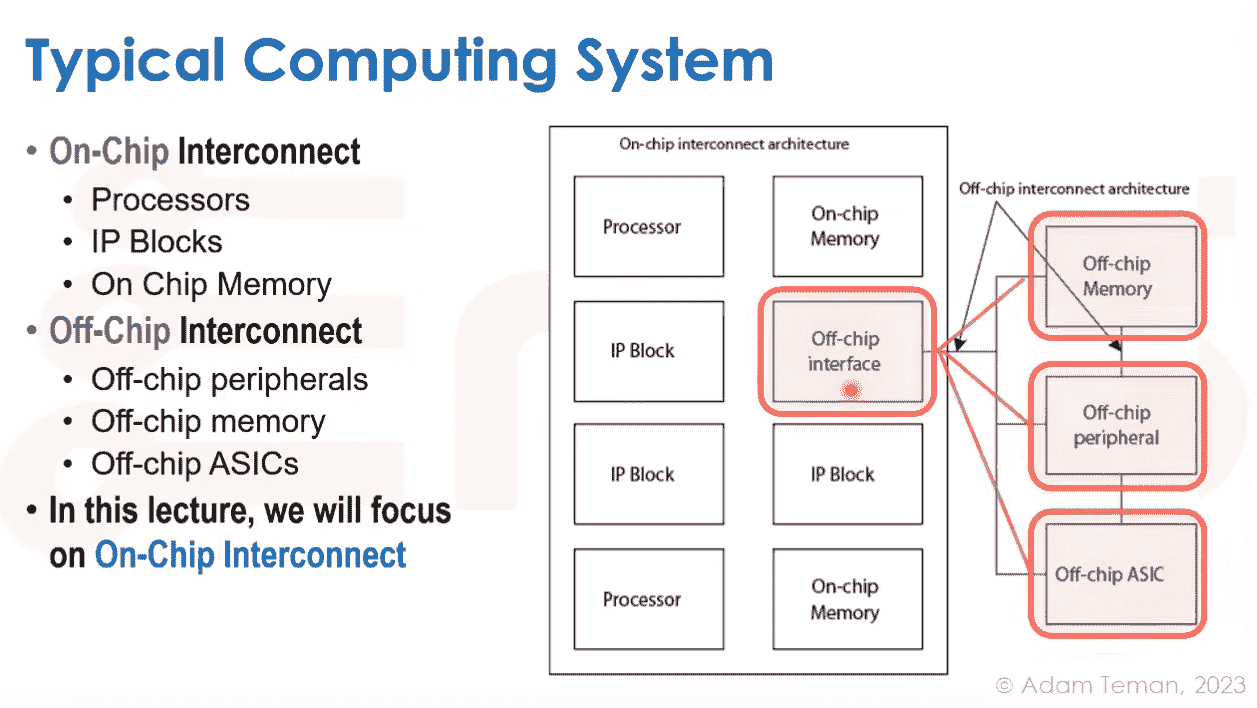 Typical Computing System
• On-Chip Interconnect
• Processors
• IP Blocks
• On Chip Memory
• Off-Chip Interconnect
• Off-chip peripherals
• Off-chip memory
• Off-chip ASICs
• In this lecture, we will focus
on On-Chip Interconnect
On-chip interconnect architecture
Processor
On-chip
Memory
IP Block
Off-chip
interface
IP Block
IP Block
Processor
On-chip
Memory
Off-chip interconnect architecture
Off-chip
Memory
Off-chip
peripheral
Off-chip ASIC
© Adam Teman, 2023